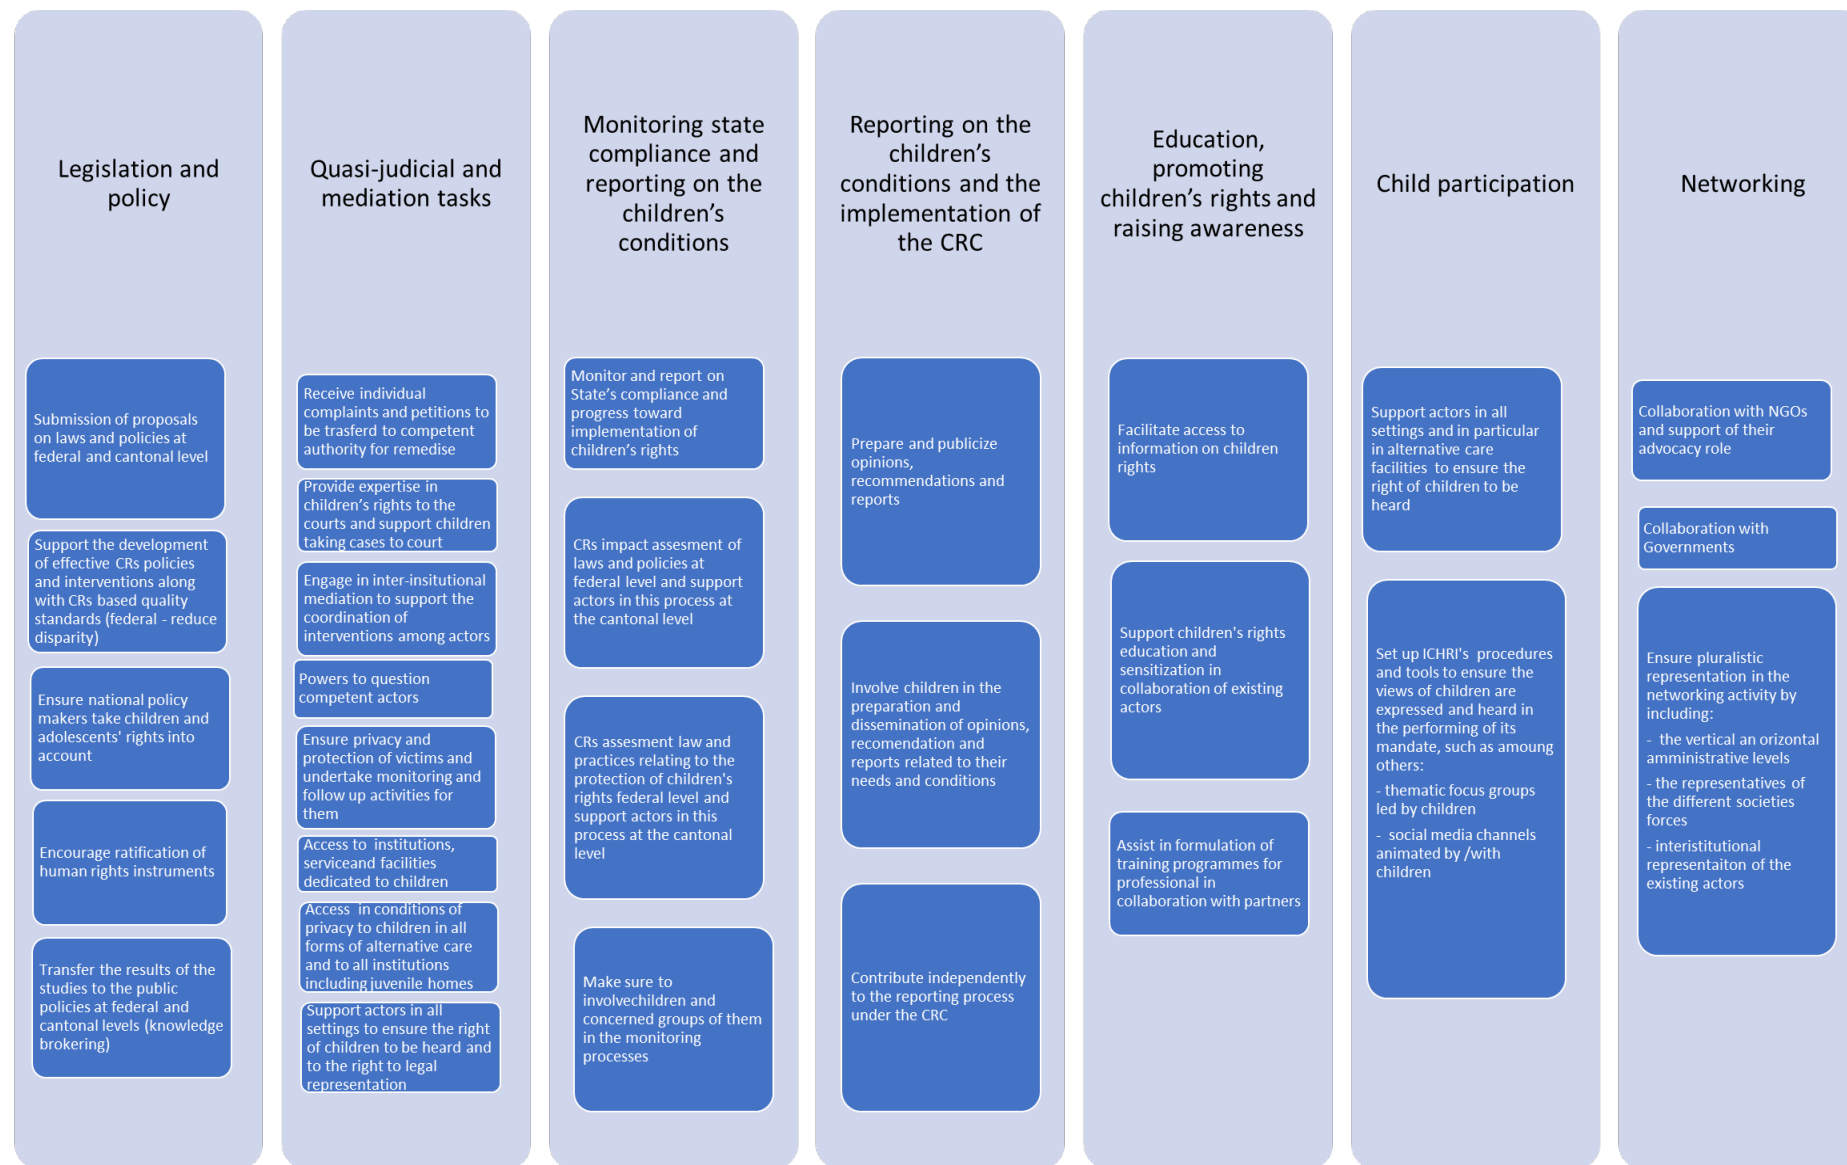 Legislation and
policy
Submission of proposals
on laws and policies at
federal and cantonal level
Support the development
of effective CRs policies
and interventions along
with CRs based quality
standards (federal - reduce
disparity)
Ensure national policy
makers take children and
adolescents' rights into
account
Encourage ratification of
human rights instruments
Transfer the results of the
studies to the public
policies at federal and
cantonal levels (knowledge
brokering)
Quasi-judicial and
mediation tasks
Receive individual
complaints and petitions to
be trasferd to competent
authority for remedise
Provide expertise in
children's rights to the
courts and support children
taking cases to court
Engage in inter-insitutional
mediation to support the
coordination of
interventions among actors
Powers to question
competent actors
Ensure privacy and
protection of victims and
undertake monitoring and
follow up activities for
them
Access to institutions,
serviceand facilities
dedicated to children
Access in conditions of
privacy to children in all
forms of alternative care
and to all institutions
including juvenile homes
Support actors in all
settings to ensure the right
of children to be heard and
to the right to legal
representation
Monitoring state
compliance and
reporting on the
children's
conditions
Monitor and report on
State's compliance and
progress toward
implementation of
children's rights
CRs impact assesment of
laws and policies at
federal level and support
actors in this process at
the cantonal level
CRs assesment law and
practices relating to the
protection of children's
rights federal level and
support actors in this
process at the cantonal
level
Make sure to
involvechildren and
concerned groups of them
in the monitoring
processes
Reporting on the
children's
conditions and the
implementation of
the CRC
Prepare and publicize
opinions,
recommendations and
reports
Involve children in the
preparation and
dissemination of opinions,
recomendation and
reports related to their
needs and conditions
Contribute independently
to the reporting process
under the CRC
Education,
promoting
children's rights and
raising awareness
Facilitate access to
information on children
rights
Support children's rights
education and
sensitization in
collaboration of existing
actors
Assist in formulation of
training programmes for
professional in
collaboration with partners
Child participation
Support actors in all
settings and in particular
in alternative care
facilities to ensure the
right of children to be
heard
Set up ICHRI's procedures
and tools to ensure the
views of children are
expressed and heard in
the performing of its
mandate, such as amoung
others:
- thematic focus groups
led by children
- social media channels
animated by /with
children
Networking
Collaboration with NGOs
and support of their
advocacy role
Collaboration with
Governments
Ensure pluralistic
representation in the
networking activity by
including:
- the vertical an orizontal
amministrative levels
- the representatives of
the different societies
forces
- interistitutional
representaiton of the
existing actors